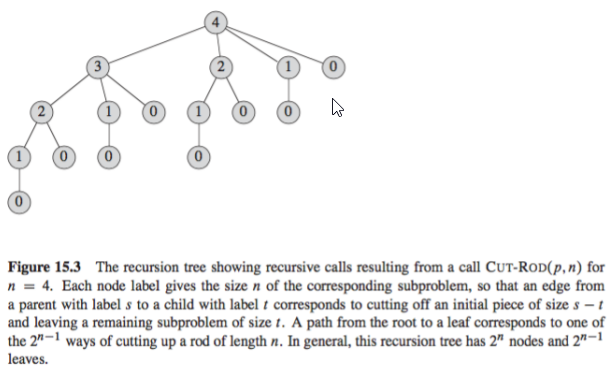 4
3 2 1 0
2 1 0 1 0 0
1 0 0 0
0
Figure 15.3 The recursion tree showing recursive calls resulting from a call CUT-ROD(p, n) for
n = 4. Each node label gives the size n of the corresponding subproblem, so that an edge from
a parent with label s to a child with label t corresponds to cutting off an initial piece of size s − t
and leaving a remaining subproblem of size t. A path from the root to a leaf corresponds to one of
the 2ⁿ⁻¹ ways of cutting up a rod of length n. In general, this recursion tree has 2ⁿ nodes and 2ⁿ⁻¹
leaves.